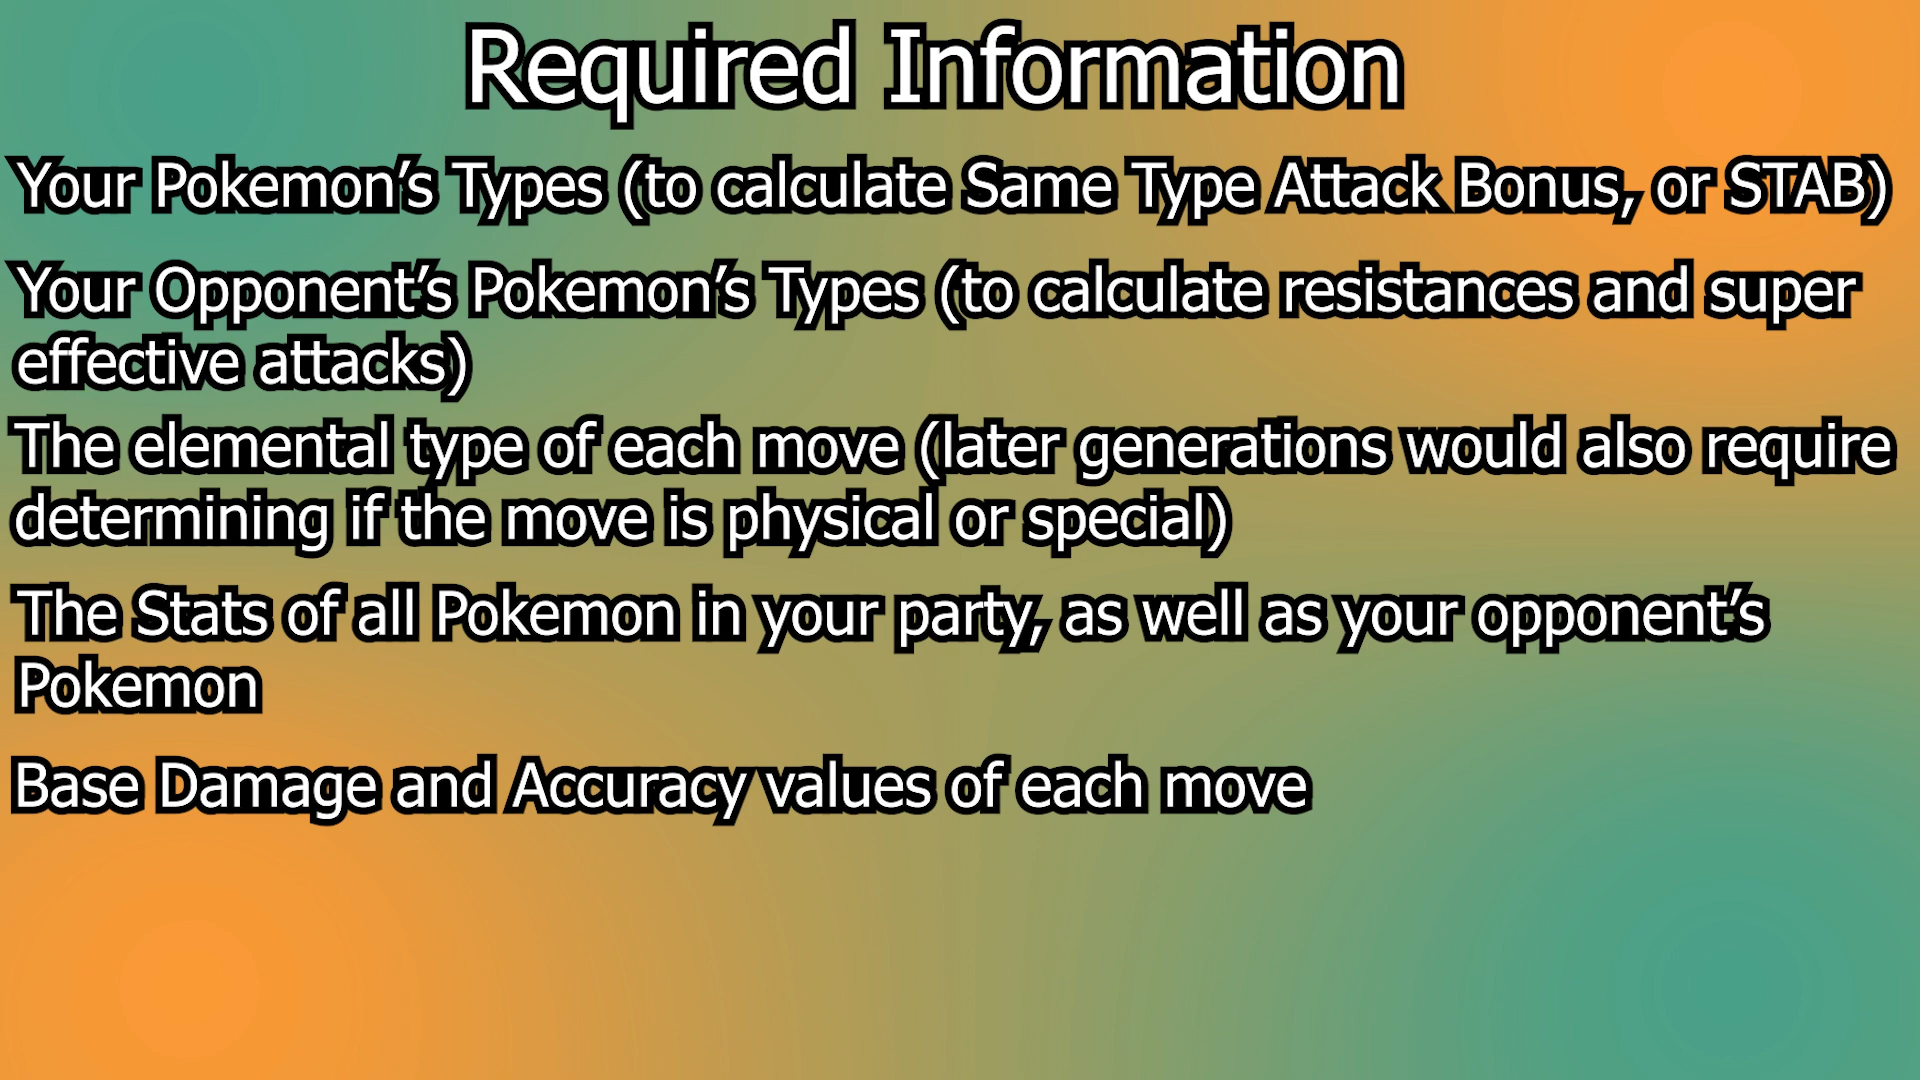 Required Information
Your Pokemon’s Types (to calculate Same Type Attack Bonus, or STAB)
Your Opponent’s Pokemon’s Types (to calculate resistances and super
effective attacks)
The elemental type of each move (later generations would also require
determining if the move is physical or special)
The Stats of all Pokemon in your party, as well as your opponent’s
Pokemon
Base Damage and Accuracy values of each move